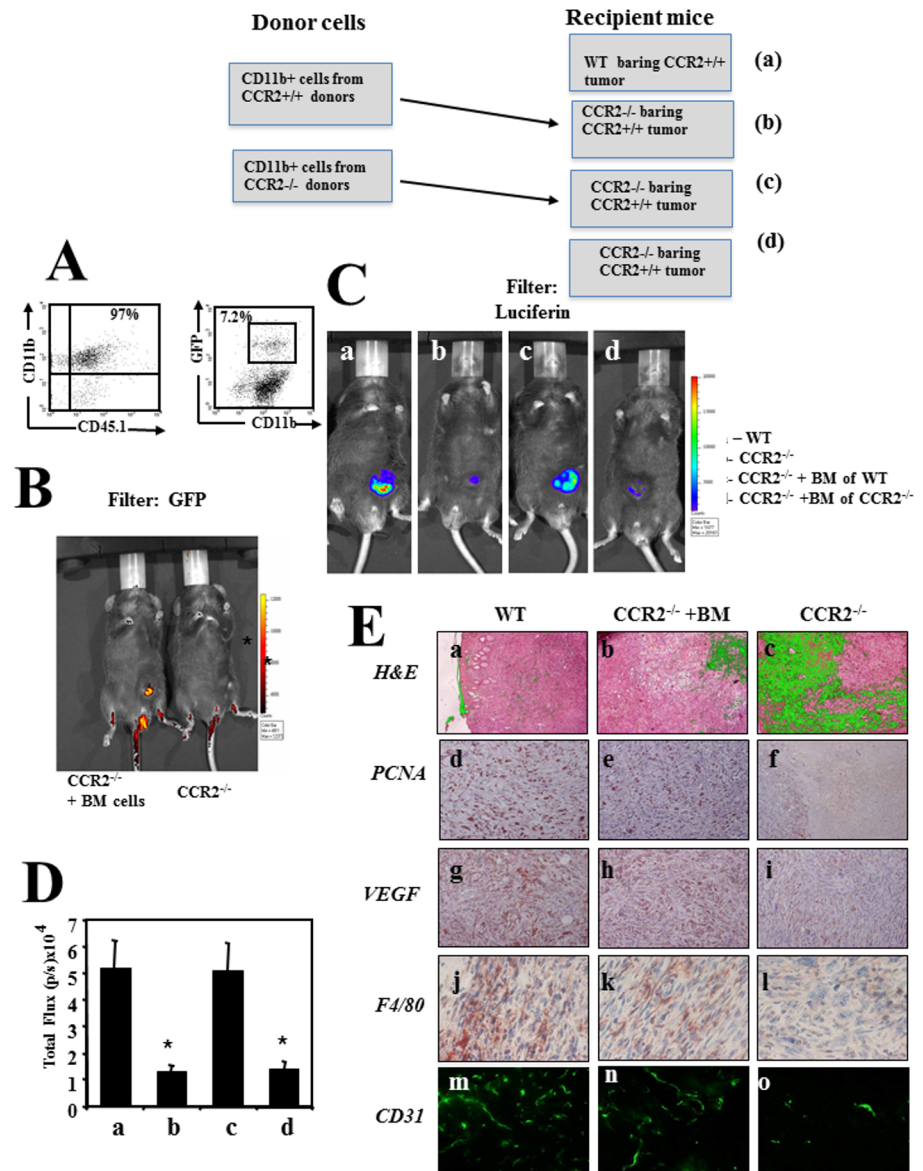 Donor cells
Recipient mice
CD11b+ cells from
CCR2+/+ donors
CD11b+ cells from
CCR2-/- donors
WT baring CCR2+/+
tumor
(a)
CCR2-/- baring
CCR2+/+ tumor
(b)
CCR2-/- baring
CCR2+/+ tumor
(c)
CCR2-/- baring
CCR2+/+ tumor
(d)
A
97%
CD11b
CD45.1
7.2%
GFP
CD11b
B
Filter: GFP
*
*
CCR2-/-
+ BM cells
CCR2-/-
C
Filter:
Luciferin
a b c d
– WT
- CCR2-/-
- CCR2-/- + BM of WT
- CCR2-/- +BM of CCR2-/-
D
Total Flux (p/s)x10^4
7
6
5
4
3
2
1
0
* *
a b c d
E
WT CCR2-/- +BM CCR2-/-
H&E a b c
PCNA d e f
VEGF g h i
F4/80 j k l
CD31 m n o